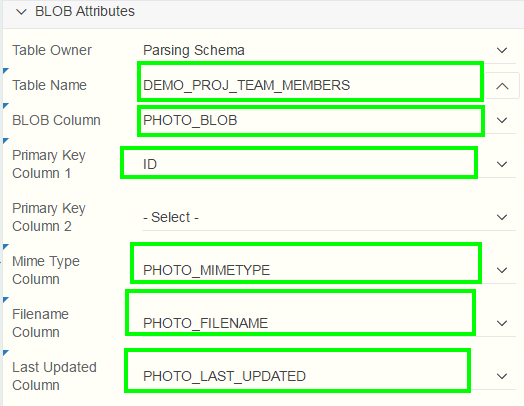 BLOB Attributes
Table Owner Parsing Schema
Table Name DEMO_PROJ_TEAM_MEMBERS
BLOB Column PHOTO_BLOB
Primary Key
Column 1 ID
Primary Key
Column 2 - Select -
Mime Type
Column PHOTO_MIMETYPE
Filename
Column PHOTO_FILENAME
Last Updated
Column PHOTO_LAST_UPDATED